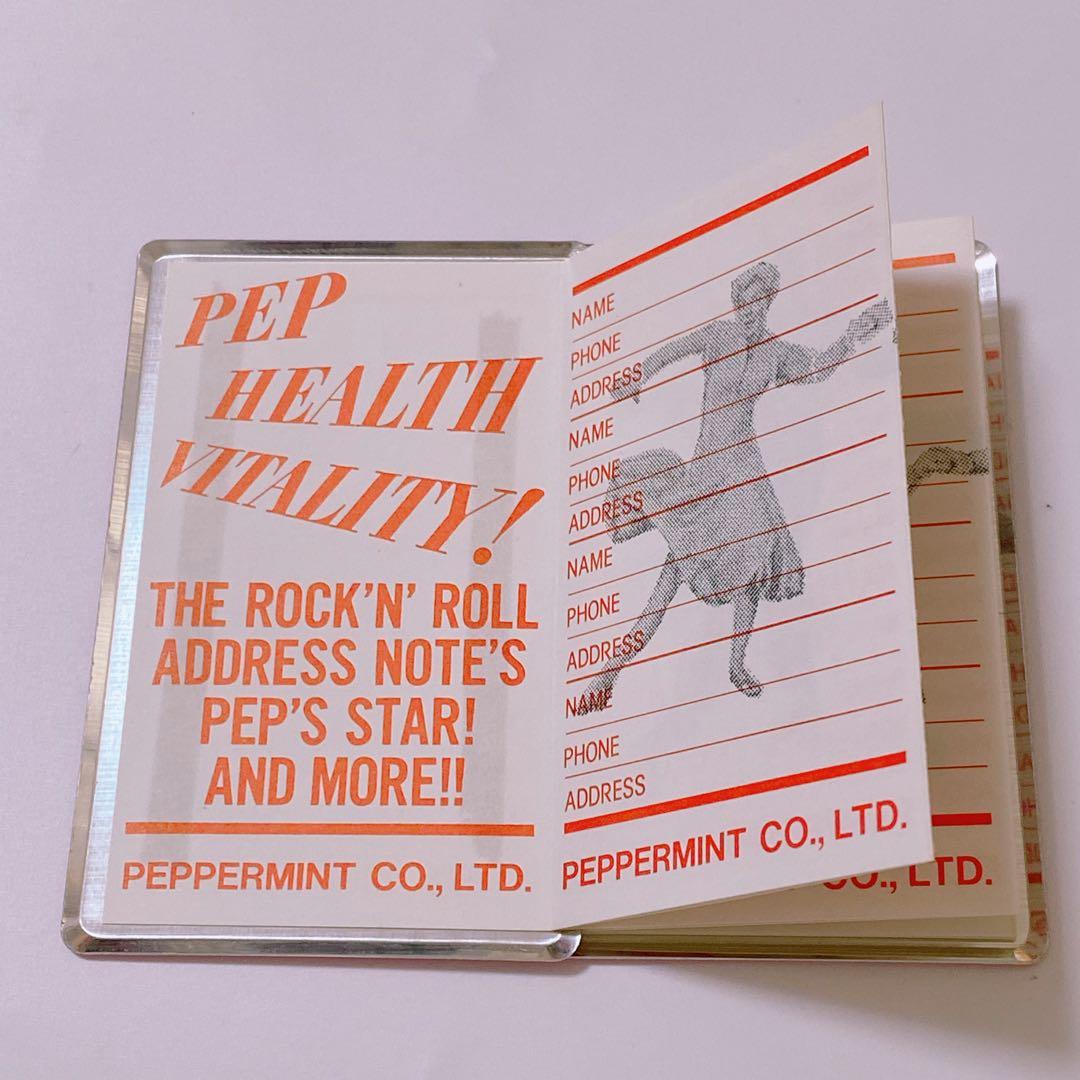 PEP
HEALTH
VITALITY!
THE ROCK'N' ROLL
ADDRESS NOTE'S
PEP'S STAR!
AND MORE!!
PEPPERMINT CO., LTD.
NAME
PHONE
ADDRESS
NAME
PHONE
ADDRESS
NAME
PHONE
ADDRESS
NAME
PHONE
ADDRESS
PEPPERMINT CO., LTD.
CO., LTD.